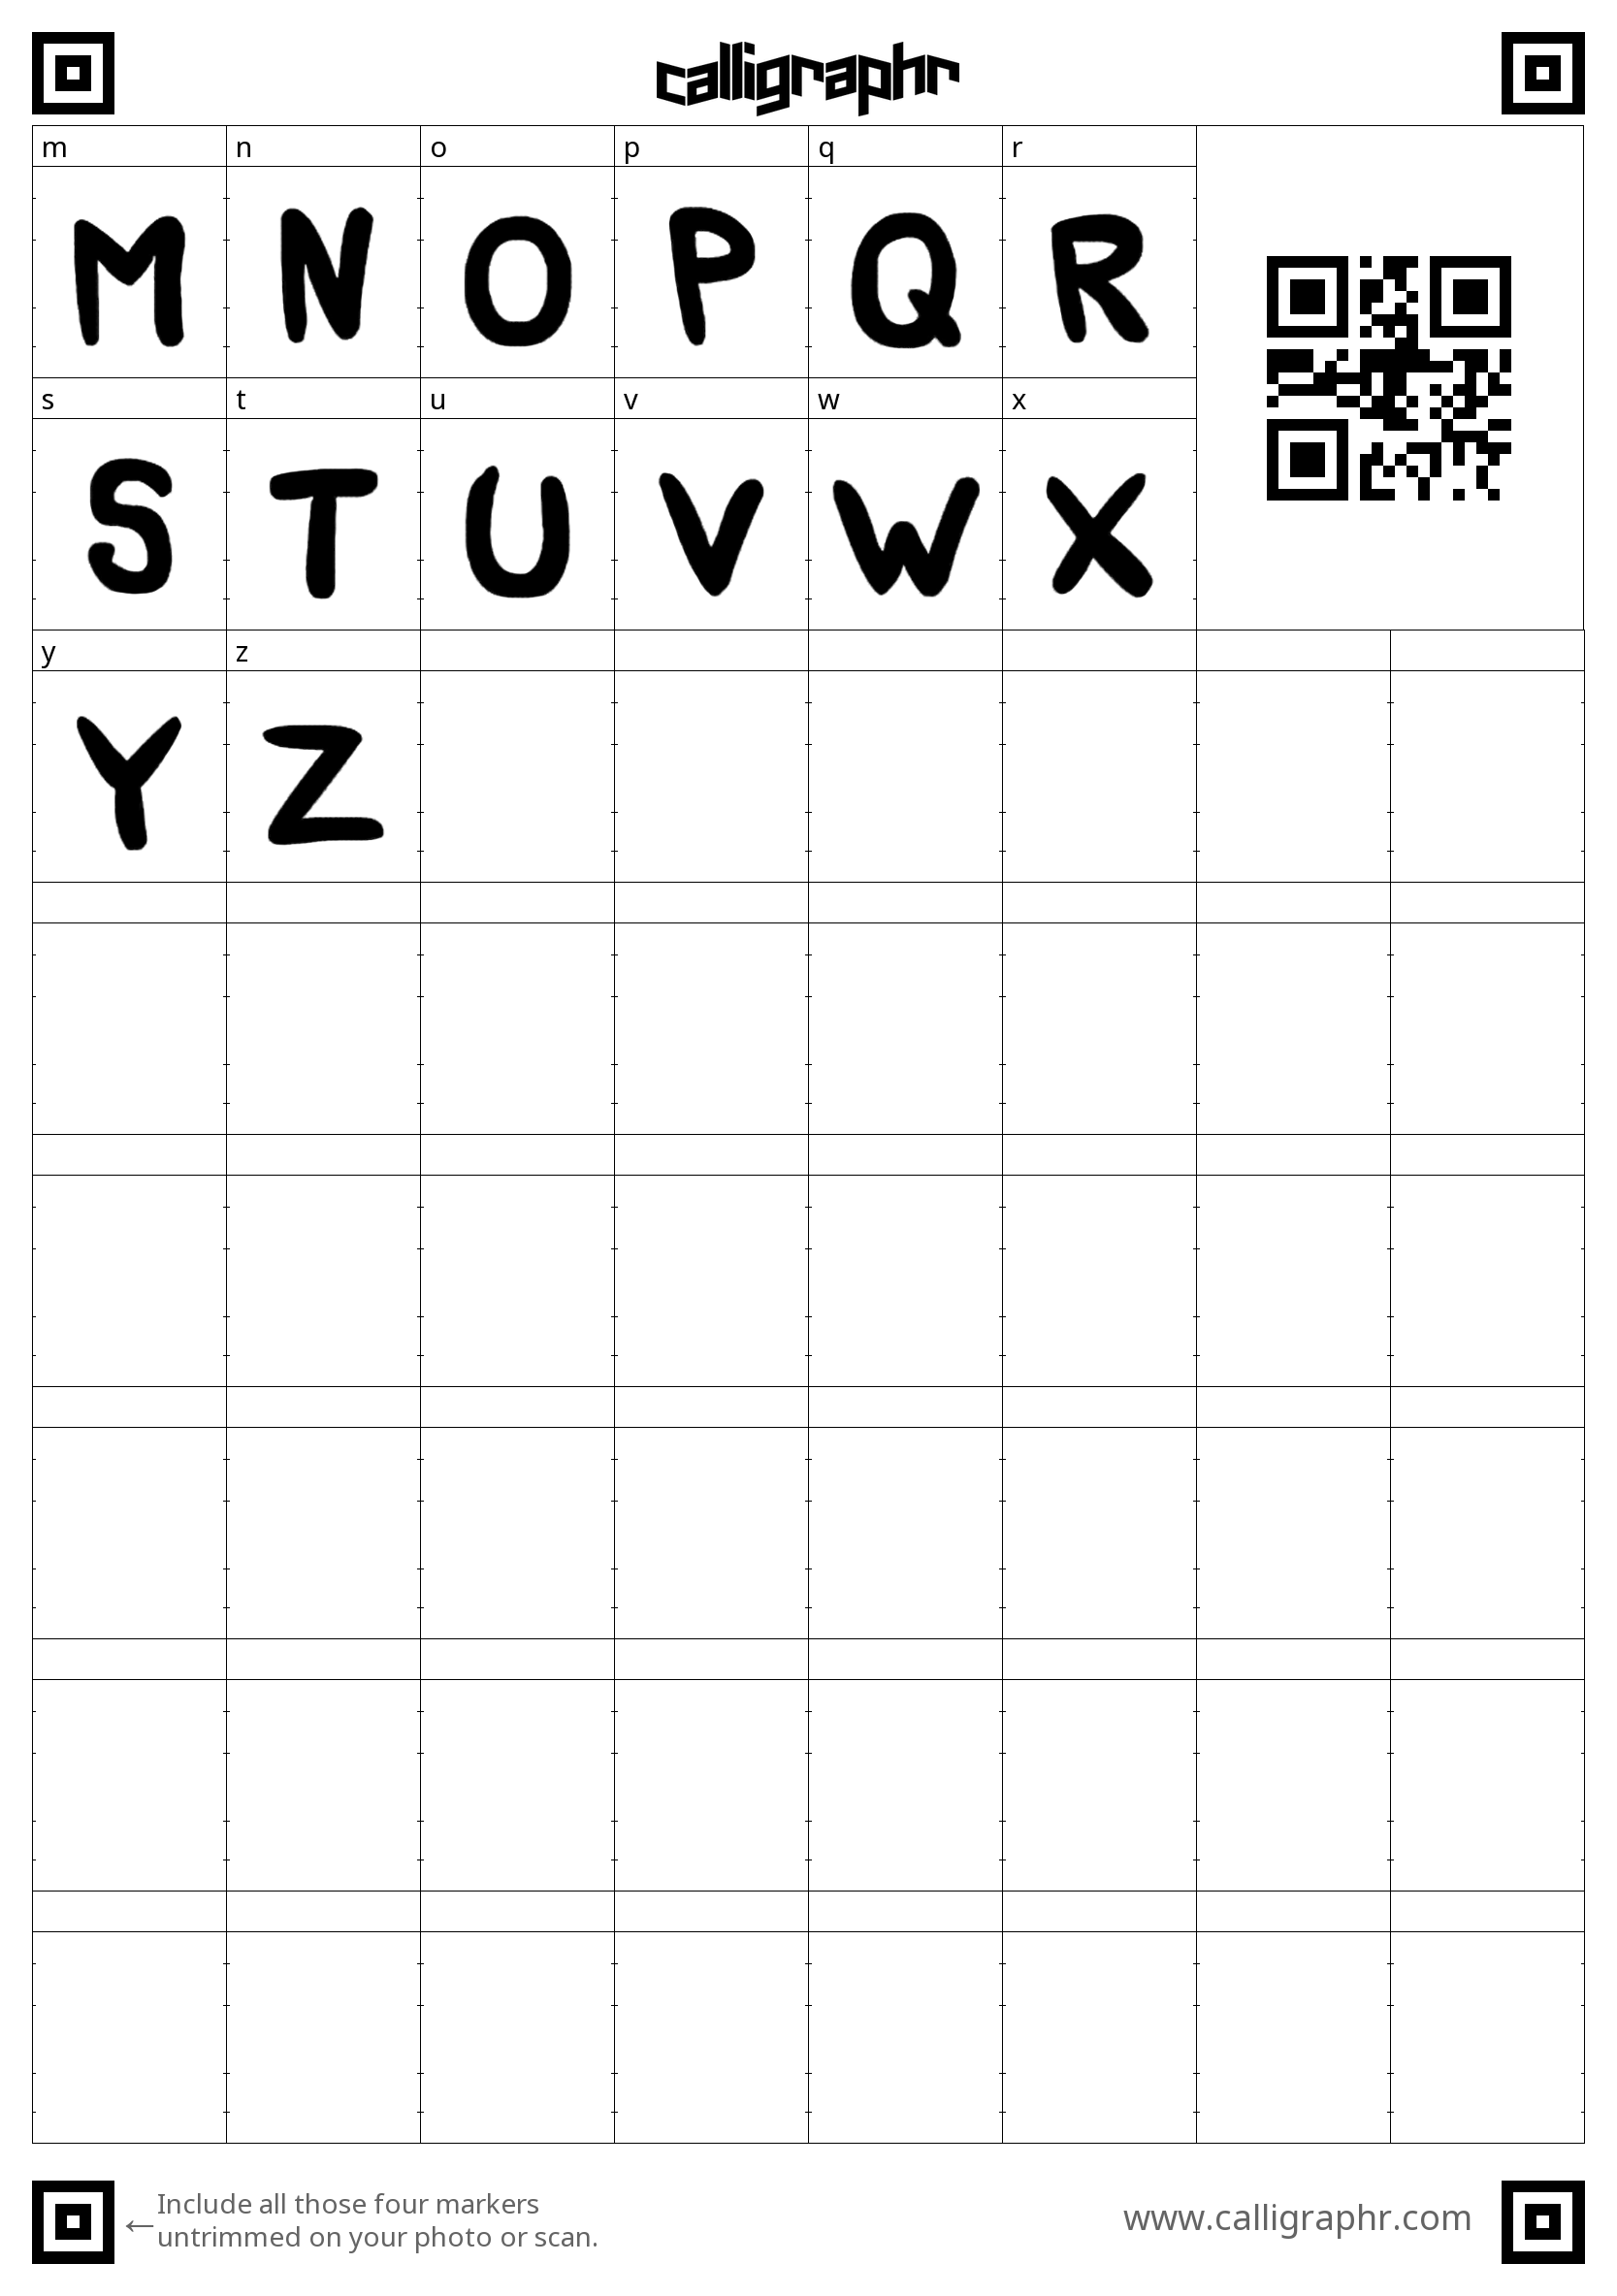 calligraphr
m n o p q r
M N O P Q R
s t u v w x
S T U V W X
y z
Y Z
←Include all those four markers
untrimmed on your photo or scan.
www.calligraphr.com